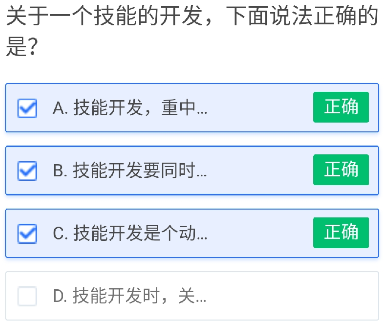 关于一个技能的开发，下面说法正确的
是？
A. 技能开发，重中...
正确
B. 技能开发要同时...
正确
C. 技能开发是个动...
正确
D. 技能开发时，关...